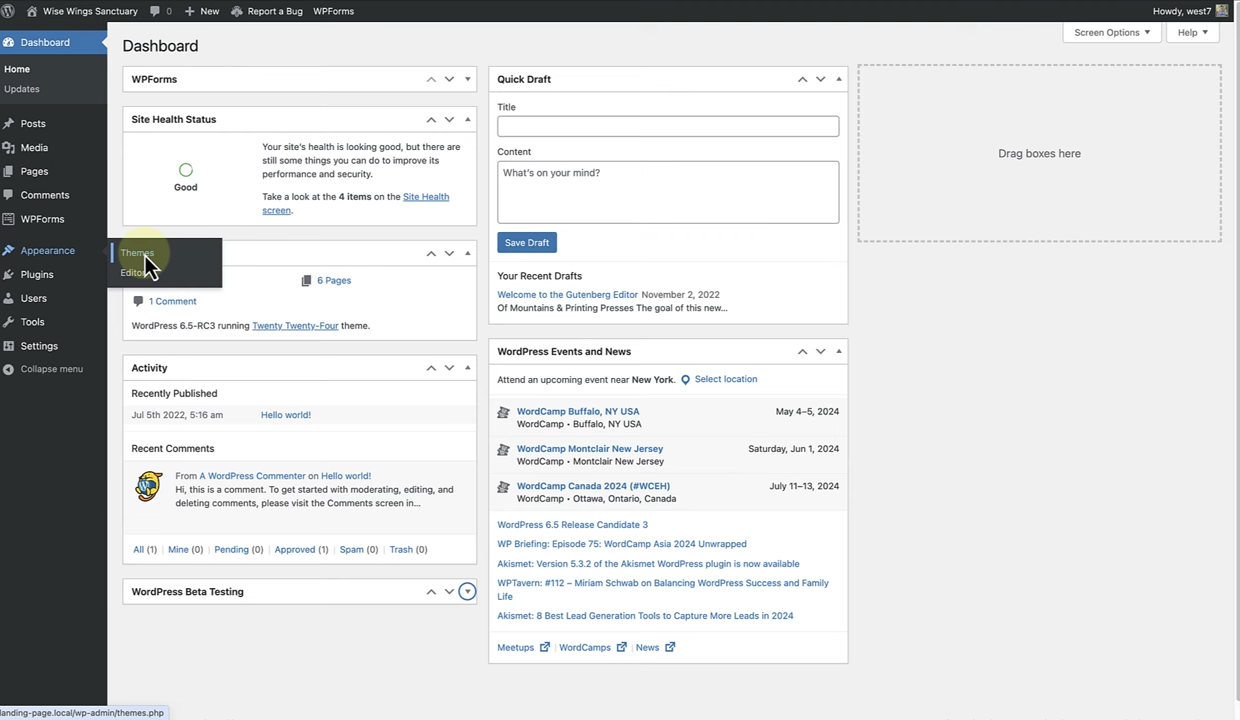 Wise Wings Sanctuary 0 New Report a Bug WPForms Howdy, west7
Screen Options Help
Dashboard
Home
Updates
Posts
Media
Pages
Comments
WPForms
Appearance
Plugins
Users
Tools
Settings
Collapse menu
Themes
Dashboard
WPForms
Site Health Status
Good
Your site's health is looking good, but there are
still some things you can do to improve its
performance and security.
Take a look at the 4 items on the Site Health
screen.
6 Pages
1 Comment
WordPress 6.5-RC3 running Twenty Twenty-Four theme.
Activity
Recently Published
Jul 5th 2022, 5:16 am Hello world!
Recent Comments
From A WordPress Commenter on Hello world!
Hi, this is a comment. To get started with moderating, editing, and
deleting comments, please visit the Comments screen in…
All (1) | Mine (0) | Pending (0) | Approved (1) | Spam (0) | Trash (0)
WordPress Beta Testing
Quick Draft
Title
Content
What's on your mind?
Save Draft
Your Recent Drafts
Welcome to the Gutenberg Editor November 2, 2022
Of Mountains & Printing Presses The goal of this new…
WordPress Events and News
Attend an upcoming event near New York. Select location
WordCamp Buffalo, NY USA May 4–5, 2024
WordCamp • Buffalo, NY USA
WordCamp Montclair New Jersey Saturday, Jun 1, 2024
WordCamp • Montclair New Jersey
WordCamp Canada 2024 (#WCEH) July 11–13, 2024
WordCamp • Ottawa, Ontario, Canada
WordPress 6.5 Release Candidate 3
WP Briefing: Episode 75: WordCamp Asia 2024 Unwrapped
Akismet: Version 5.3.2 of the Akismet WordPress plugin is now available
WPTavern: #112 – Miriam Schwab on Balancing WordPress Success and Family
Life
Akismet: 8 Best Lead Generation Tools to Capture More Leads in 2024
Meetups | WordCamps | News
Drag boxes here
landing-page.local/wp-admin/themes.php